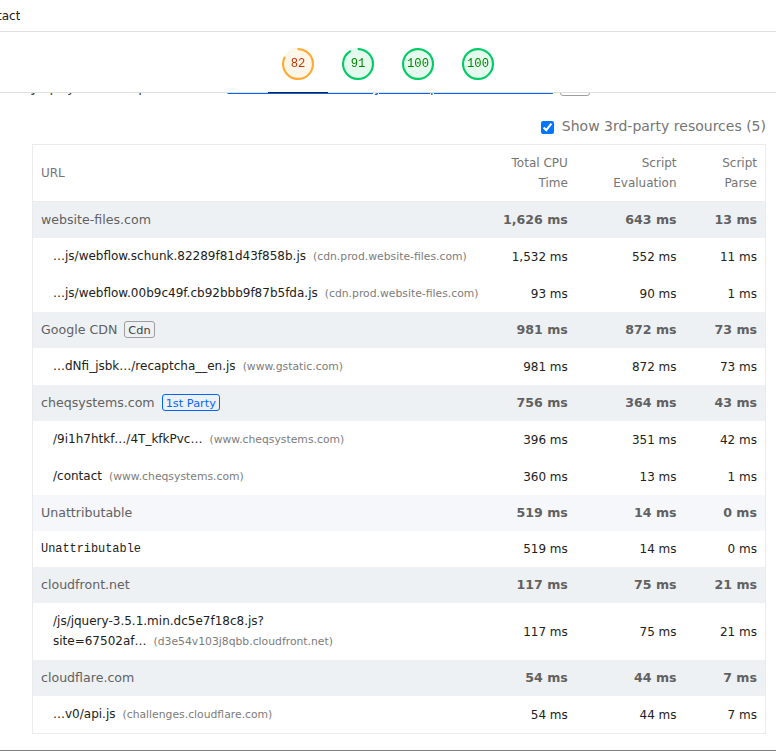 tact
82 91 100 100
Show 3rd-party resources (5)
URL Total CPU Time Script Evaluation Script Parse
website-files.com 1,626 ms 643 ms 13 ms
…js/webflow.schunk.82289f81d43f858b.js (cdn.prod.website-files.com) 1,532 ms 552 ms 11 ms
…js/webflow.00b9c49f.cb92bbb9f87b5fda.js (cdn.prod.website-files.com) 93 ms 90 ms 1 ms
Google CDN Cdn 981 ms 872 ms 73 ms
…dNfi_jsbk…/recaptcha__en.js (www.gstatic.com) 981 ms 872 ms 73 ms
cheqsystems.com 1st Party 756 ms 364 ms 43 ms
/9i1h7htkf…/4T_kfkPvc… (www.cheqsystems.com) 396 ms 351 ms 42 ms
/contact (www.cheqsystems.com) 360 ms 13 ms 1 ms
Unattributable 519 ms 14 ms 0 ms
Unattributable 519 ms 14 ms 0 ms
cloudfront.net 117 ms 75 ms 21 ms
/js/jquery-3.5.1.min.dc5e7f18c8.js?
site=67502af… (d3e54v103j8qbb.cloudfront.net) 117 ms 75 ms 21 ms
cloudflare.com 54 ms 44 ms 7 ms
…v0/api.js (challenges.cloudflare.com) 54 ms 44 ms 7 ms